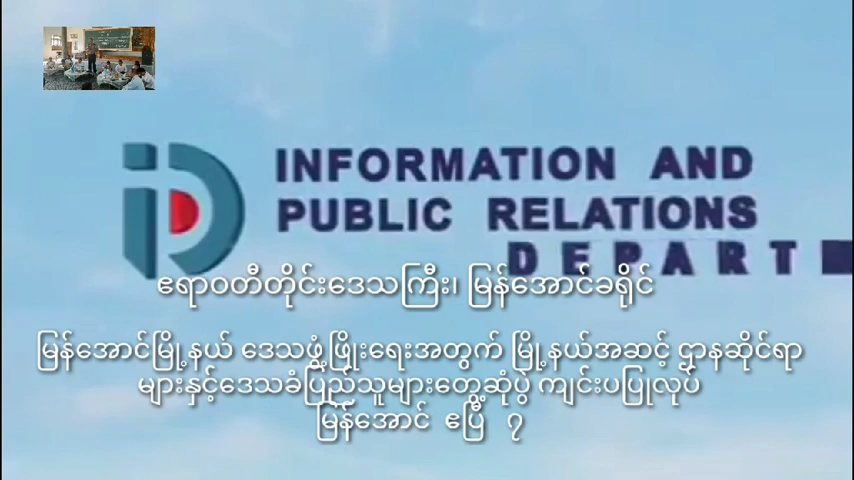 INFORMATION AND
PUBLIC RELATIONS
DEPART
ဧရာဝတီတိုင်းဒေသကြီး၊ မြန်အောင်ခရိုင်
မြန်အောင်မြို့နယ် ဒေသဖွံ့ဖြိုးရေးအတွက် မြို့နယ်အဆင့် ဌာနဆိုင်ရာ
များနှင့်ဒေသခံပြည်သူများတွေ့ဆုံပွဲ ကျင်းပပြုလုပ်
မြန်အောင် ဧပြီ ၇